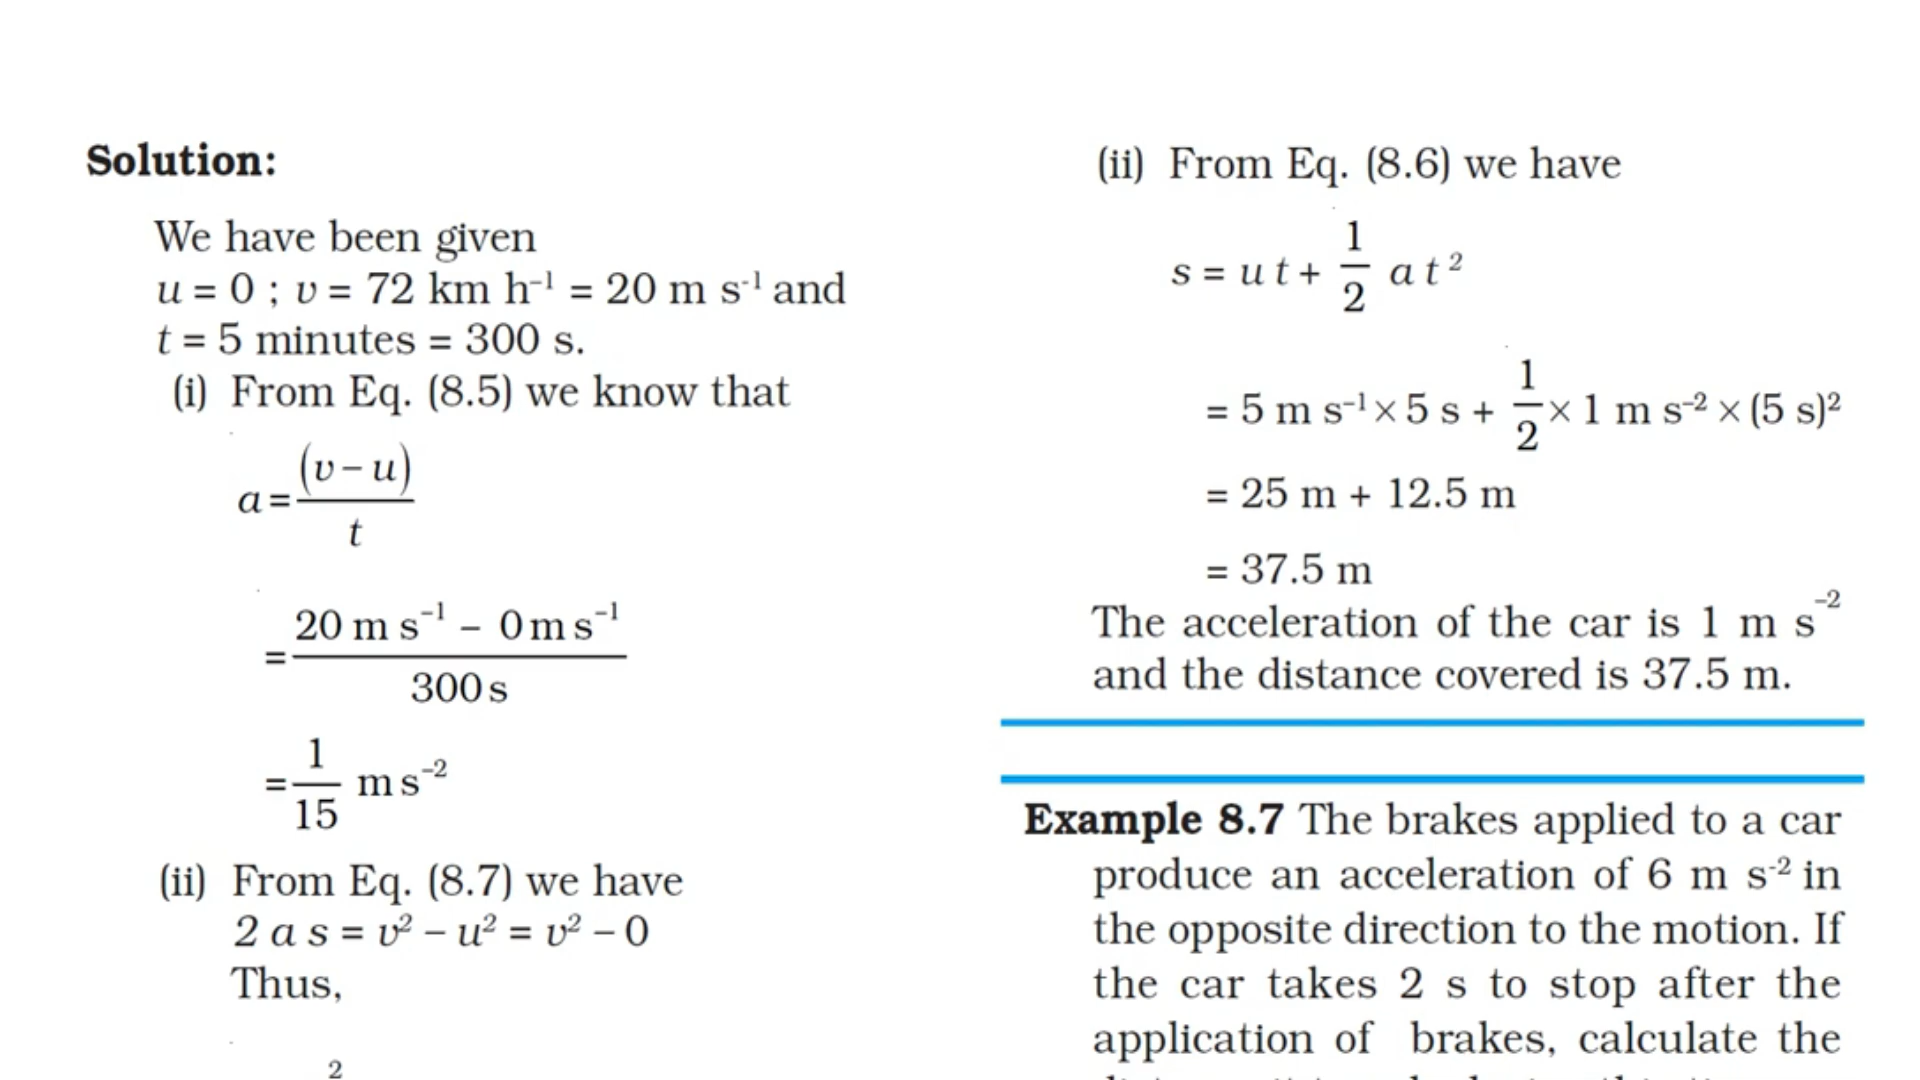 Solution:
We have been given
u = 0 ; v = 72 km h⁻¹ = 20 m s⁻¹ and
t = 5 minutes = 300 s.
(i) From Eq. (8.5) we know that
a = (v – u) / t
= 20 m s⁻¹ – 0 m s⁻¹ / 300 s
= 1/15 m s⁻²
(ii) From Eq. (8.7) we have
2 a s = v² – u² = v² – 0
Thus,
2
(ii) From Eq. (8.6) we have
s = u t + 1/2 a t²
= 5 m s⁻¹ × 5 s + 1/2 × 1 m s⁻² × (5 s)²
= 25 m + 12.5 m
= 37.5 m
The acceleration of the car is 1 m s⁻²
and the distance covered is 37.5 m.
Example 8.7 The brakes applied to a car
produce an acceleration of 6 m s⁻² in
the opposite direction to the motion. If
the car takes 2 s to stop after the
application of brakes, calculate the